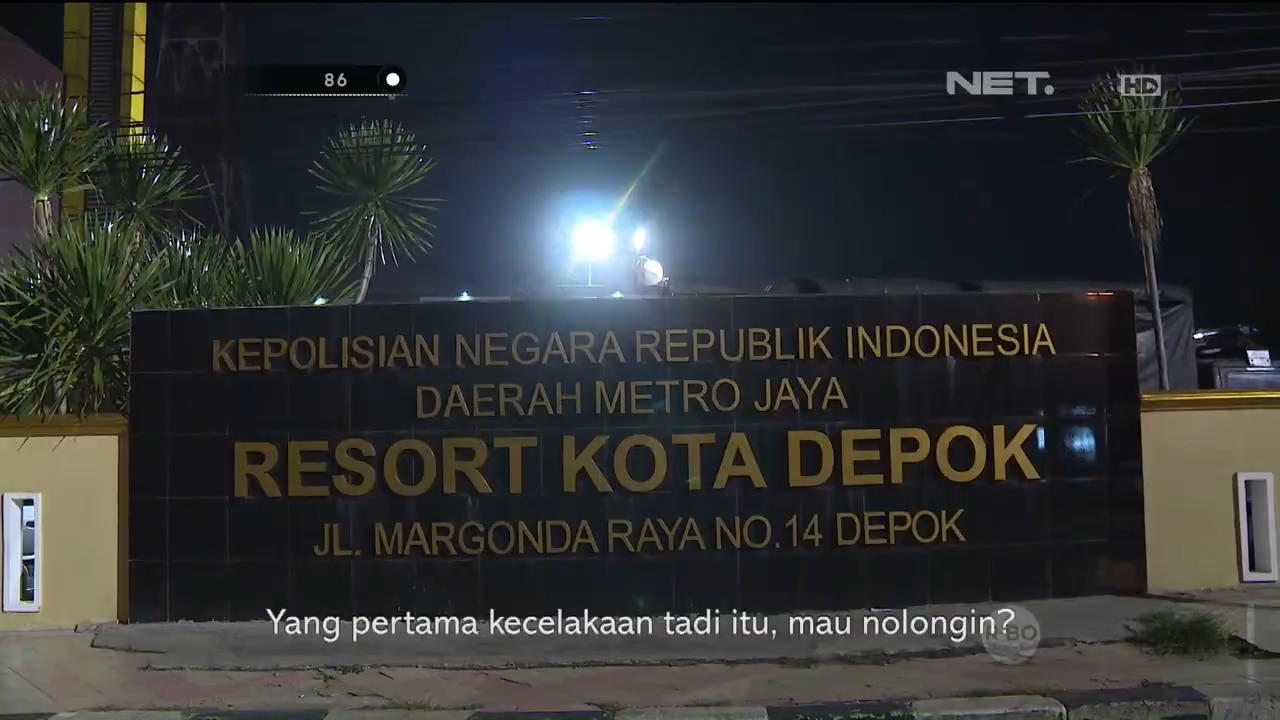 86
NET.
HD
KEPOLISIAN NEGARA REPUBLIK INDONESIA
DAERAH METRO JAYA
RESORT KOTA DEPOK
JL. MARGONDA RAYA NO.14 DEPOK
Yang pertama kecelakaan tadi itu, mau nolongin?
R-BO